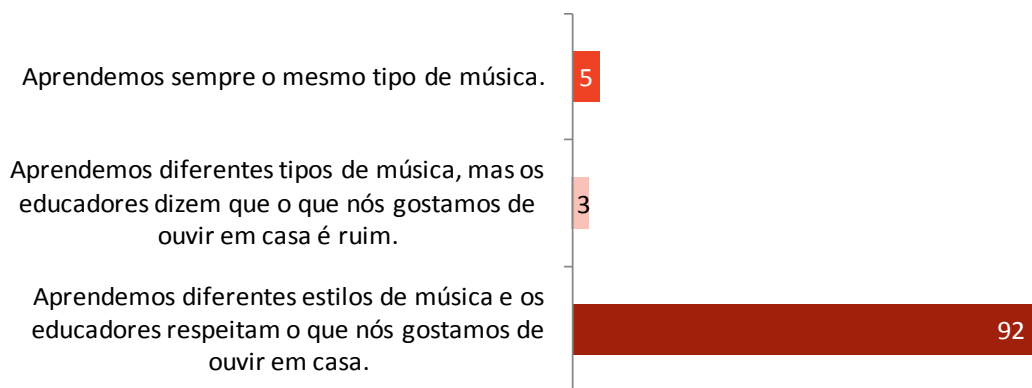 Aprendemos sempre o mesmo tipo de música.
5
Aprendemos diferentes tipos de música, mas os
educadores dizem que o que nós gostamos de
ouvir em casa é ruim.
3
Aprendemos diferentes estilos de música e os
educadores respeitam o que nós gostamos de
ouvir em casa.
92